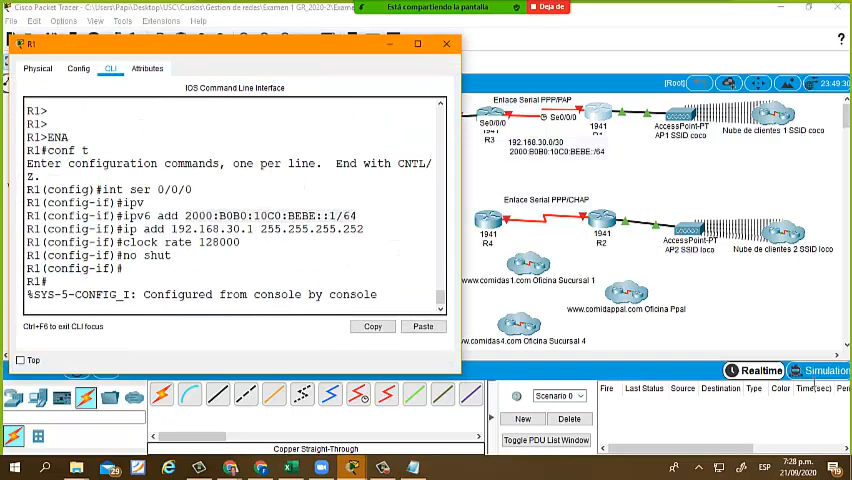 Cisco Packet Tracer - C:\Users\Papi\Desktop\USC\Cursos\Gestion de redes\Examen 1 GR_2020-2\Exame
Está compartiendo la pantalla
Deja de
File Edit Options View Tools Extensions Help
R1
Physical Config CLI Attributes
IOS Command Line Interface
R1>
R1>
R1>ENA
R1#conf t
Enter configuration commands, one per line. End with CNTL/
Z.
R1(config)#int ser 0/0/0
R1(config-if)#ipv
R1(config-if)#ipv6 add 2000:B0B0:10C0:BEBE::1/64
R1(config-if)#ip add 192.168.30.1 255.255.255.252
R1(config-if)#clock rate 128000
R1(config-if)#no shut
R1(config-if)#
R1#
%SYS-5-CONFIG_I: Configured from console by console
Ctrl+F6 to exit CLI focus
Copy
Paste
Top
[Root]
23:49:30
Enlace Serial PPP/PAP
Se0/0/0
Se0/0/0
1941
R3
1941
192.168.30.0/30
2000:B0B0:10C0:BEBE::/64
AccessPoint-PT
AP1 SSID coco
Nube de clientes 1 SSID coco
Enlace Serial PPP/CHAP
1941
R4
1941
R2
AccessPoint-PT
AP2 SSID loco
Nube de clientes 2 SSID loco
www.comidas1.com Oficina Sucursal 1
www.comidappal.com Oficina Ppal
www.comidas4.com Oficina Sucursal 4
Realtime
Simulation
Scenario 0
New
Delete
Toggle PDU List Window
Fire Last Status Source Destination Type Color Time(sec) Peri
Copper Straight-Through
ESP
7:28 p.m.
21/09/2020
29